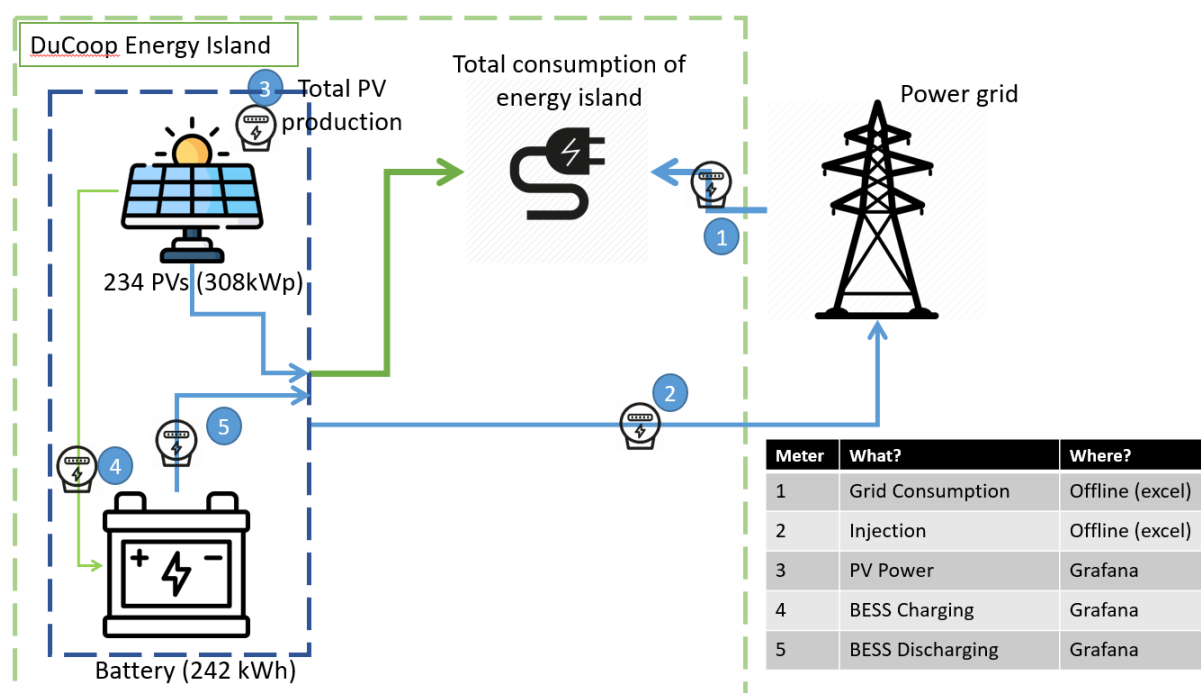 DuCoop Energy Island
3
Total PV
production
Total consumption of
energy island
Power grid
1
234 PVs (308kWp)
2
5
4
Battery (242 kWh)
Meter What? Where?
1 Grid Consumption Offline (excel)
2 Injection Offline (excel)
3 PV Power Grafana
4 BESS Charging Grafana
5 BESS Discharging Grafana